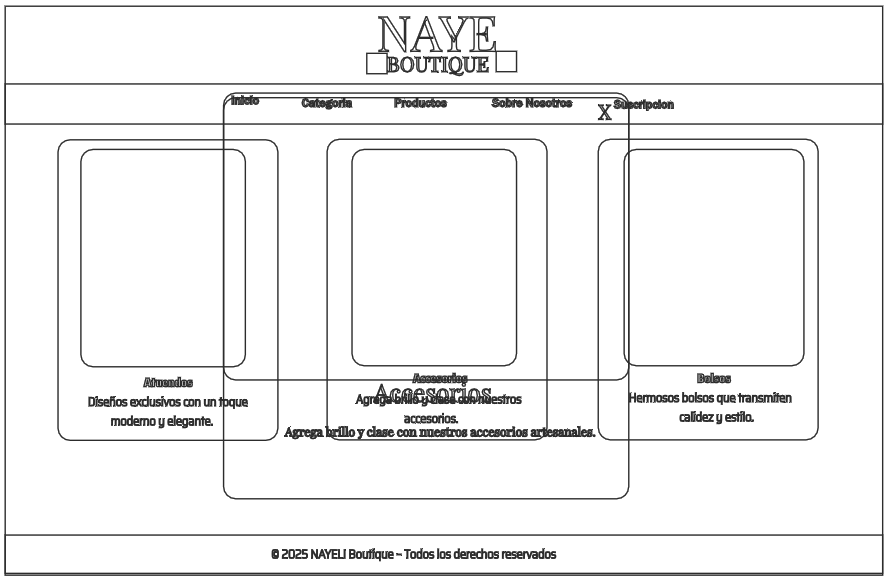 NAYE
BOUTIQUE
Inicio
Categoria
Productos
Sobre Nosotros
X
Suscripcion
Atuendos
Diseños exclusivos con un toque
moderno y elegante.
Accesorios
Agrega brillo y clase con nuestros
accesorios.
Bolsos
Hermosos bolsos que transmiten
calidez y estilo.
Accesorios
Agrega brillo y clase con nuestros accesorios artesanales.
© 2025 NAYELI Boutique – Todos los derechos reservados